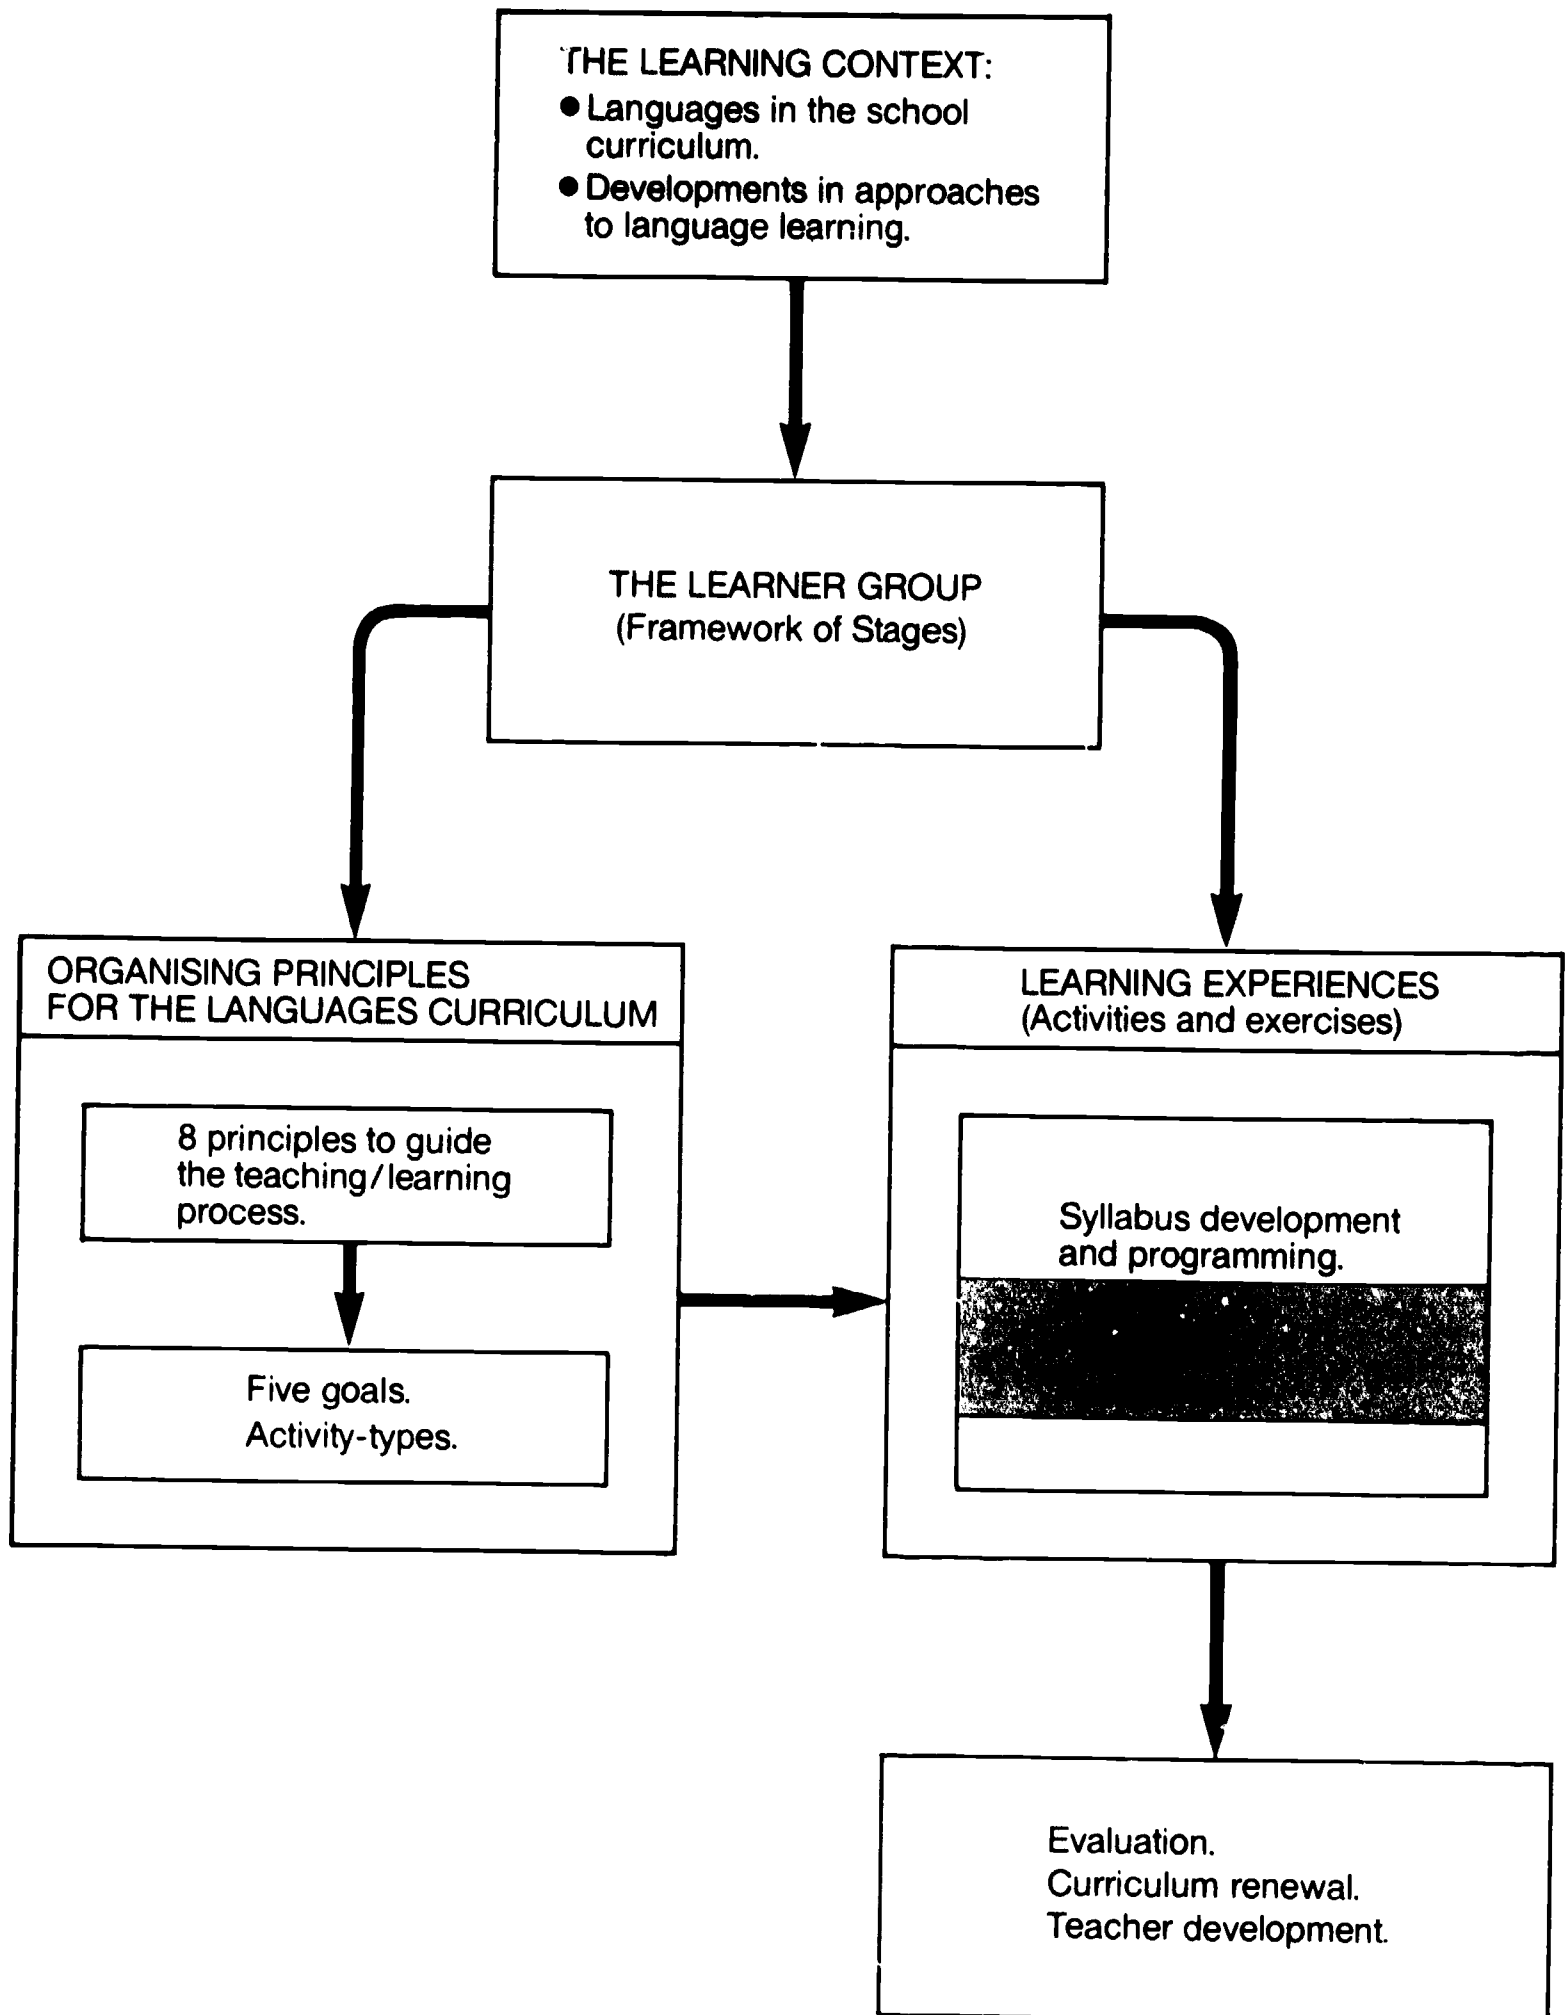 THE LEARNING CONTEXT:
● Languages in the school
curriculum.
● Developments in approaches
to language learning.
THE LEARNER GROUP
(Framework of Stages)
ORGANISING PRINCIPLES
FOR THE LANGUAGES CURRICULUM
8 principles to guide
the teaching/learning
process.
Five goals.
Activity-types.
LEARNING EXPERIENCES
(Activities and exercises)
Syllabus development
and programming.
Evaluation.
Curriculum renewal.
Teacher development.